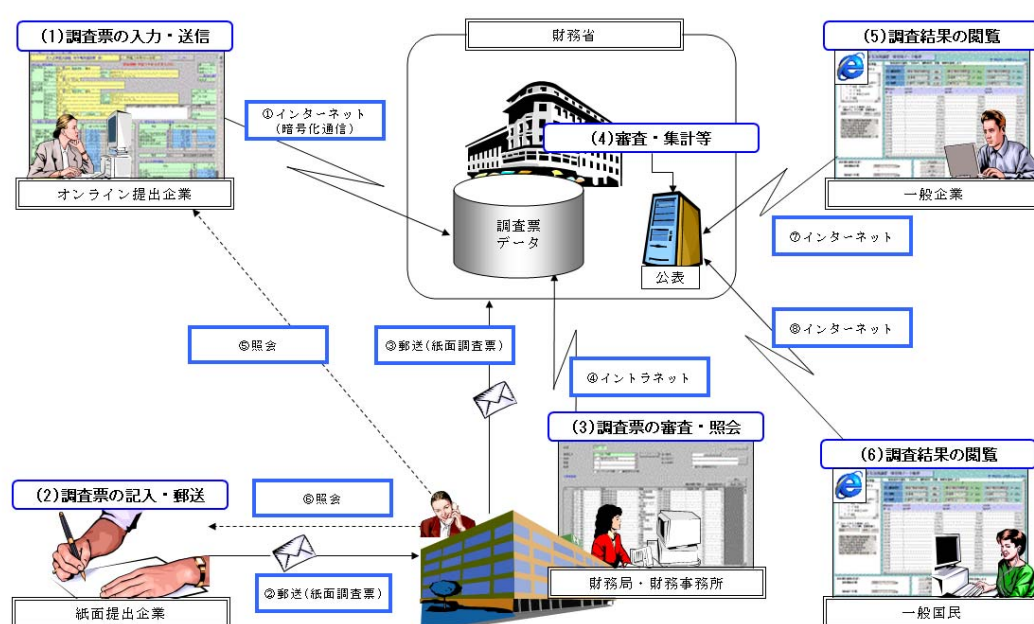 (1)調査票の入力・送信
オンライン提出企業
①インターネット
(暗号化通信)
財務省
(4)審査・集計等
調査票
データ
公表
(5)調査結果の閲覧
一般企業
⑦インターネット
⑤照会
③郵送(紙面調査票)
④イントラネット
⑧インターネット
(3)調査票の審査・照会
財務局・財務事務所
(6)調査結果の閲覧
一般国民
(2)調査票の記入・郵送
⑥照会
②郵送(紙面調査票)
紙面提出企業